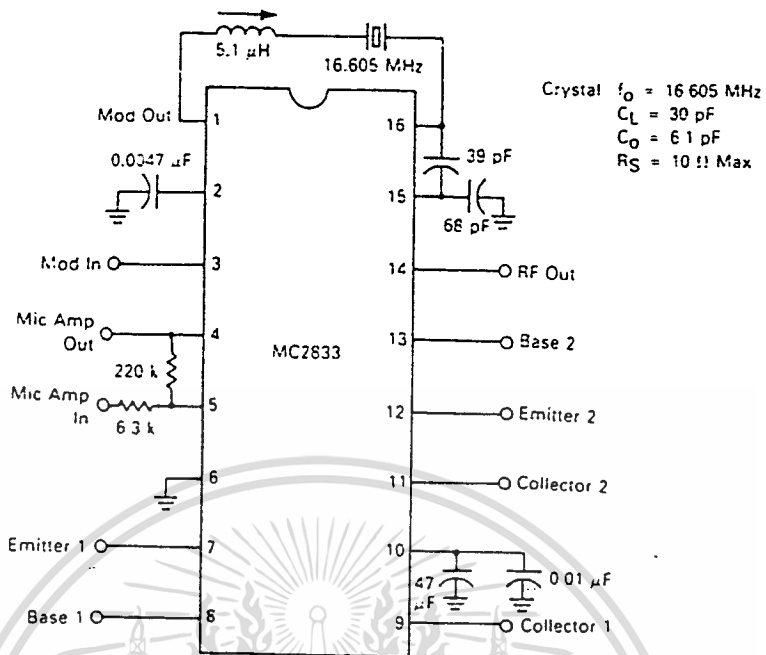 5.1 μH
16.605 MHz
Crystal fo = 16.605 MHz
CL = 30 pF
Co = 6.1 pF
RS = 10 Ω Max
Mod Out
1
16
39 pF
0.0047 μF
2
15
68 pF
Mod In
3
14
RF Out
Mic Amp
Out
4
13
Base 2
MC2833
220 k
Mic Amp
In
5
6.3 k
12
Emitter 2
6
11
Collector 2
Emitter 1
7
10
47
μF
0.01 μF
Base 1
8
9
Collector 1